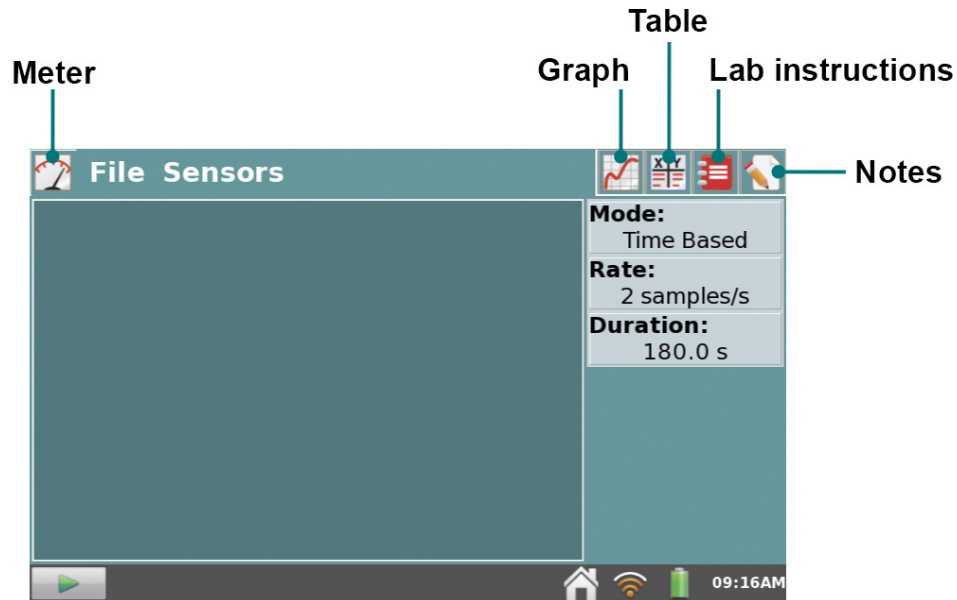 Table
Meter
Graph
Lab instructions
File Sensors
X Y
Notes
Mode:
Time Based
Rate:
2 samples/s
Duration:
180.0 s
09:16AM